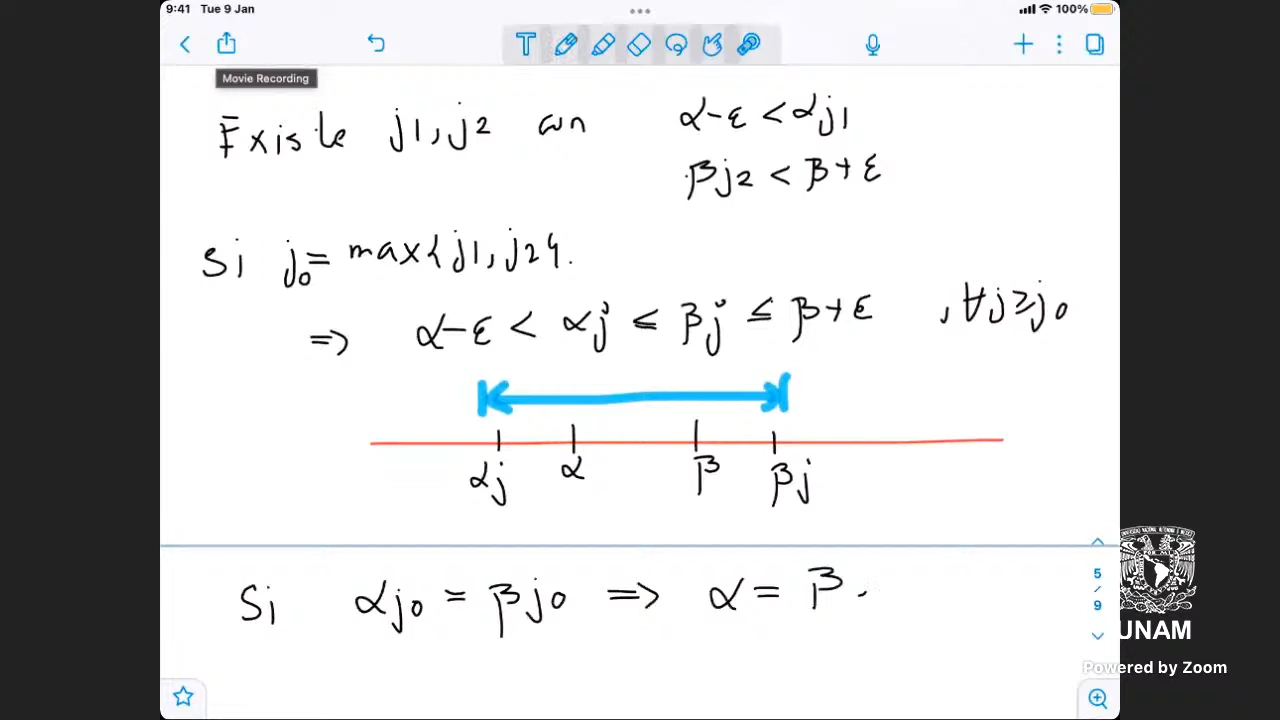 9:41 Tue 9 Jan
100%
T
Movie Recording
Existe j1, j2 con α-ε < αj1
βj2 < β+ε
Si j0 = max{j1, j2}.
=> α-ε < αj ≤ βj ≤ β+ε , ∀j≥j0
αj α β βj
5
/
9
Si αj0 = βj0 => α = β.
UNAM
Powered by Zoom